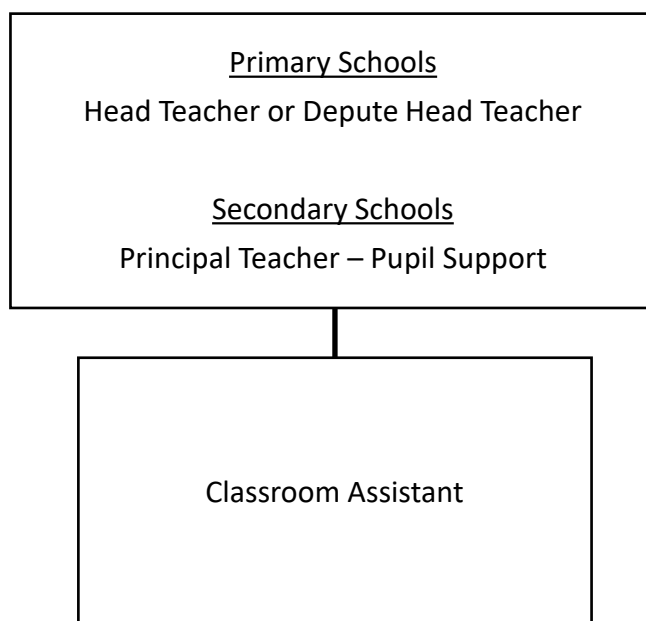 Primary Schools
Head Teacher or Depute Head Teacher
Secondary Schools
Principal Teacher – Pupil Support
Classroom Assistant